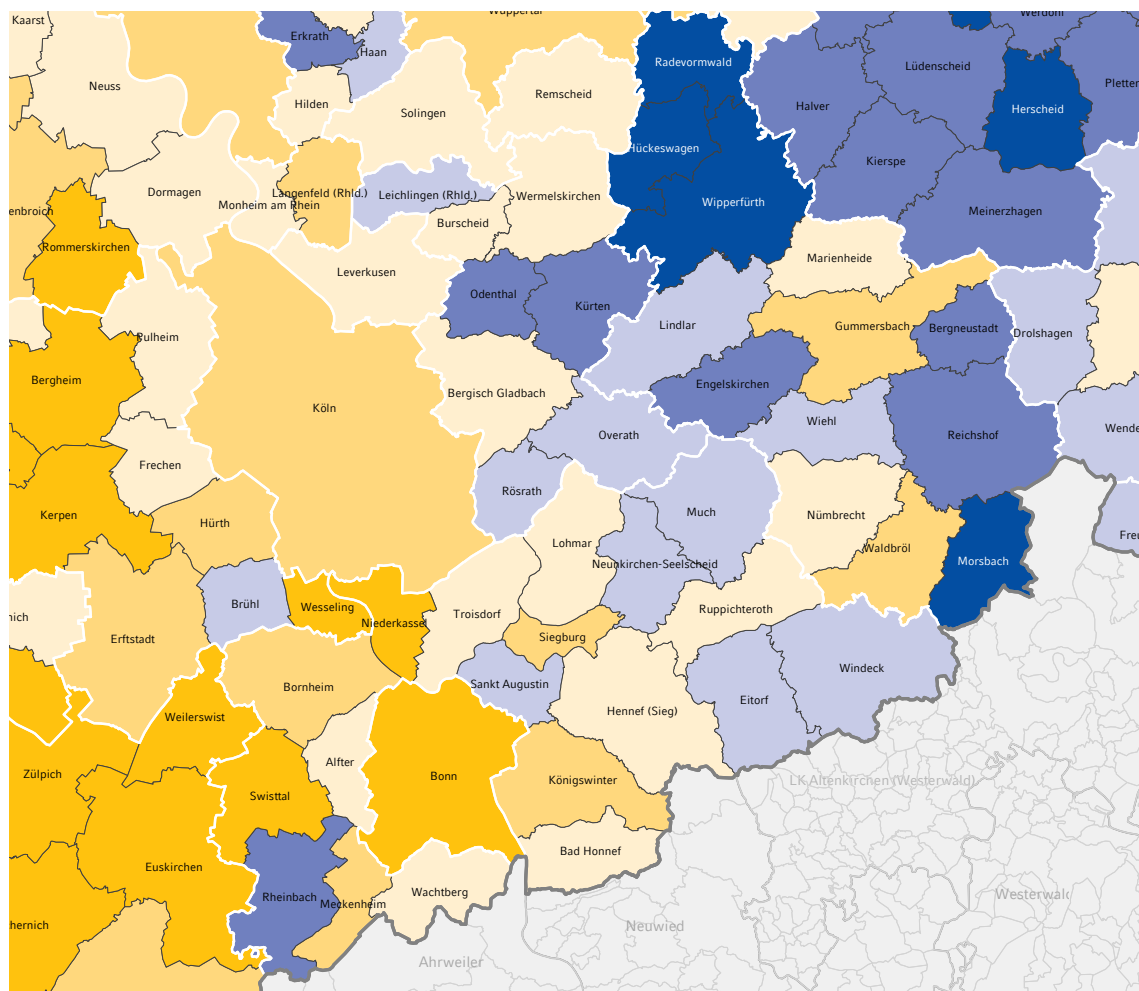 Kaarst
Wuppertal
Werdohl
Erkrath
Haan
Radevormwald
Lüdenscheid
Neuss
Remscheid
Hilden
Solingen
Halver
Herscheid
Hückeswagen
Kierspe
Dormagen
Langenfeld (Rhld.)
Leichlingen (Rhld.)
Wermelskirchen
Monheim am Rhein
Wipperfürth
enbroich
Burscheid
Meinerzhagen
Rommerskirchen
Marienheide
Leverkusen
Odenthal
Kürten
Lindlar
Gummersbach
Bergneustadt
Drolshagen
Pulheim
Bergheim
Engelskirchen
Bergisch Gladbach
Köln
Wiehl
Overath
Reichshof
Frechen
Rösrath
Kerpen
Much
Nümbrecht
Hürth
Lohmar
Waldbröl
Neunkirchen-Seelscheid
Morsbach
Brühl
Wesseling
Ruppichteroth
nich
Troisdorf
Niederkassel
Erftstadt
Siegburg
Windeck
Bornheim
Sankt Augustin
Eitorf
Hennef (Sieg)
Weilerswist
Alfter
Zülpich
Bonn
Königswinter
LK Altenkirchen (Westerwald)
Swisttal
Bad Honnef
Euskirchen
Wachtberg
Rheinbach
Meckenheim
Westerwald
hernich
Neuwied
Ahrweiler